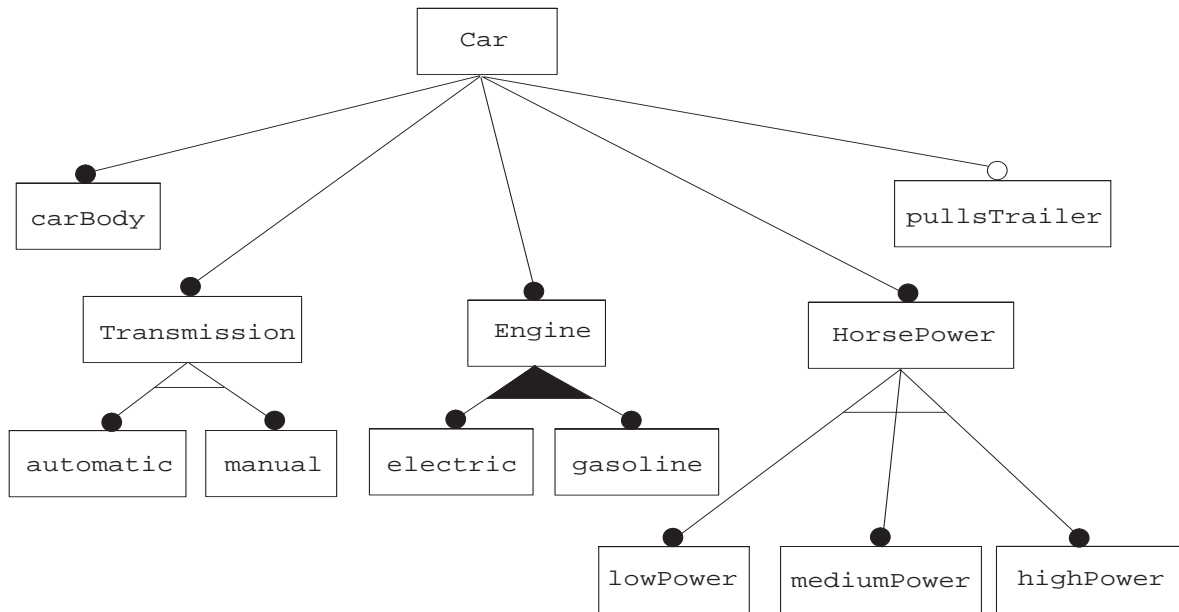 Car
carBody
pullsTrailer
Transmission
Engine
HorsePower
automatic
manual
electric
gasoline
lowPower
mediumPower
highPower